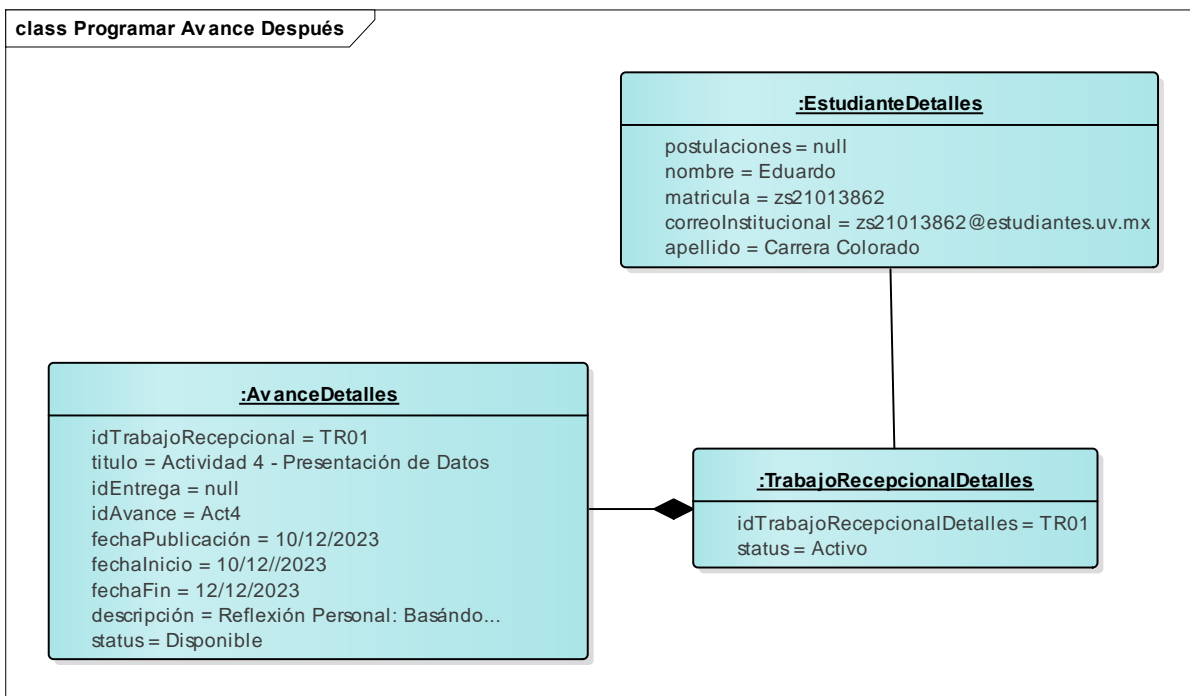 class Programar Avance Después
:EstudianteDetalles
postulaciones = null
nombre = Eduardo
matricula = zs21013862
correoInstitucional = zs21013862@estudiantes.uv.mx
apellido = Carrera Colorado
:AvanceDetalles
idTrabajoRecepcional = TR01
titulo = Actividad 4 - Presentación de Datos
idEntrega = null
idAvance = Act4
fechaPublicación = 10/12/2023
fechaInicio = 10/12//2023
fechaFin = 12/12/2023
descripción = Reflexión Personal: Basándo...
status = Disponible
:TrabajoRecepcionalDetalles
idTrabajoRecepcionalDetalles = TR01
status = Activo